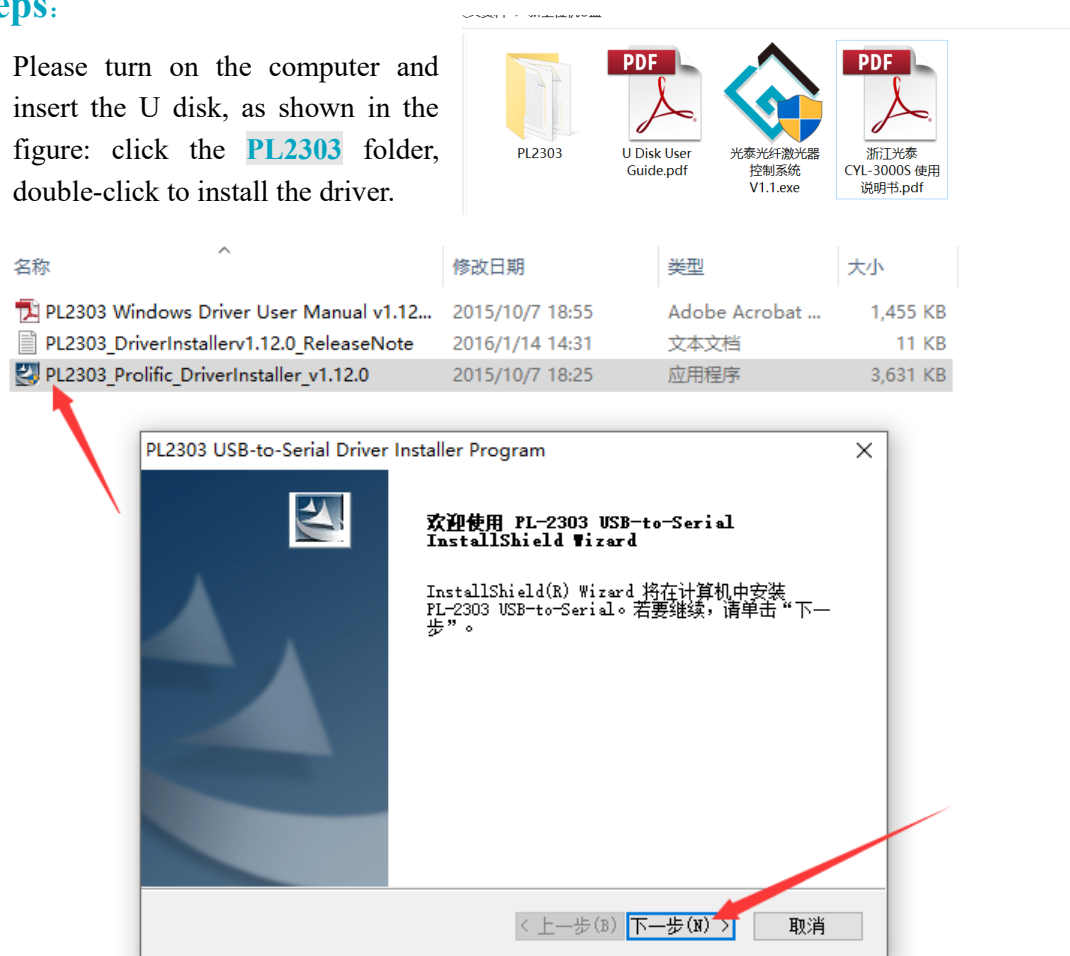 eps:
Please turn on the computer and
insert the U disk, as shown in the
figure: click the PL2303 folder,
double-click to install the driver.
PDF
PDF
PL2303
U Disk User
Guide.pdf
光泰光纤激光器
控制系统
V1.1.exe
浙江光泰
CYL-3000S 使用
说明书.pdf
名称 修改日期 类型 大小
PL2303 Windows Driver User Manual v1.12... 2015/10/7 18:55 Adobe Acrobat ... 1,455 KB
PL2303_DriverInstallerv1.12.0_ReleaseNote 2016/1/14 14:31 文本文档 11 KB
PL2303_Prolific_DriverInstaller_v1.12.0 2015/10/7 18:25 应用程序 3,631 KB
PL2303 USB-to-Serial Driver Installer Program
欢迎使用 PL-2303 USB-to-Serial
InstallShield Wizard
InstallShield(R) Wizard 将在计算机中安装
PL-2303 USB-to-Serial。若要继续，请单击“下一
步”。
< 上一步(B) 下一步(N) > 取消